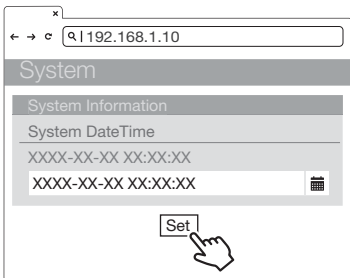 192.168.1.10
System
System Information
System DateTime
XXXX-XX-XX XX:XX:XX
XXXX-XX-XX XX:XX:XX
Set